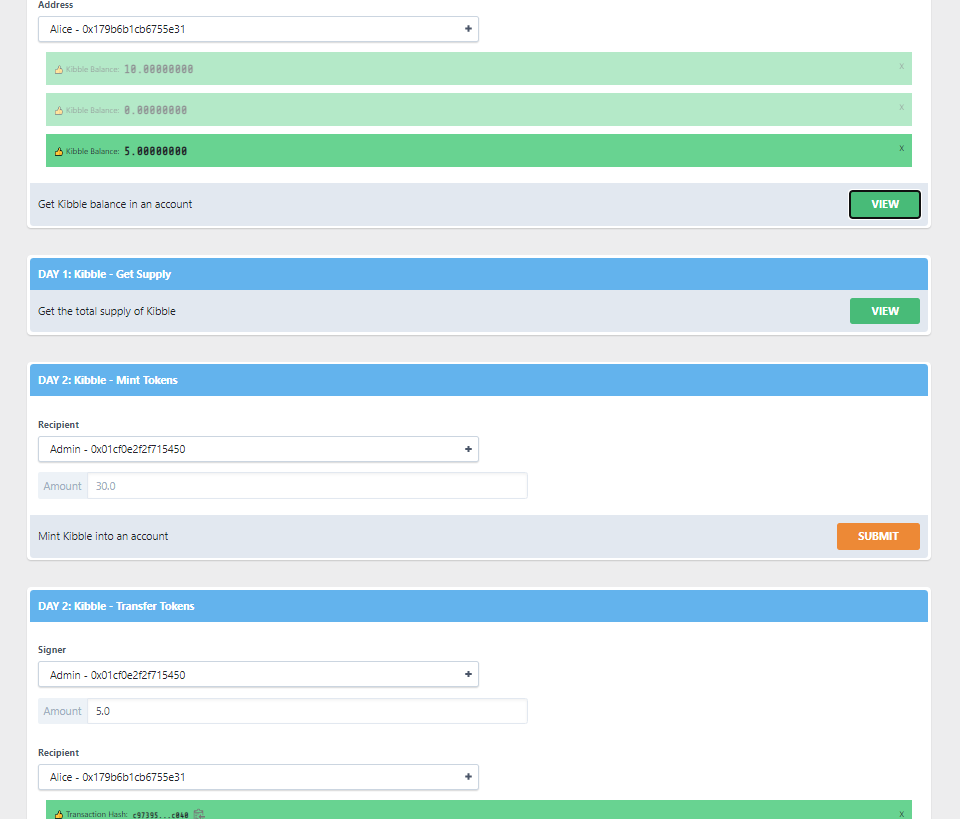 Address
Alice - 0x179b6b1cb6755e31 +
Kibble Balance: 10.00000000 x
Kibble Balance: 0.00000000 x
Kibble Balance: 5.00000000 x
Get Kibble balance in an account VIEW
DAY 1: Kibble - Get Supply
Get the total supply of Kibble VIEW
DAY 2: Kibble - Mint Tokens
Recipient
Admin - 0x01cf0e2f2f715450 +
Amount 30.0
Mint Kibble into an account SUBMIT
DAY 2: Kibble - Transfer Tokens
Signer
Admin - 0x01cf0e2f2f715450 +
Amount 5.0
Recipient
Alice - 0x179b6b1cb6755e31 +
Transaction Hash: c97395...c040 x